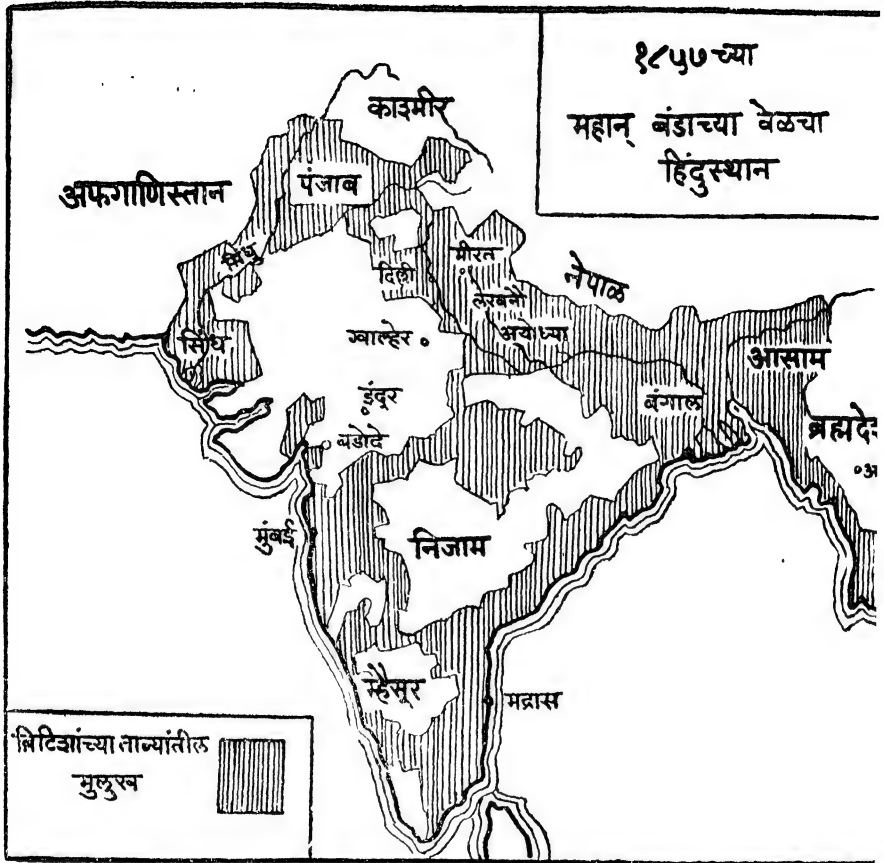 १८५७च्या
महान् बंडाच्या वेळचा
हिंदुस्थान
काश्मीर
अफगाणिस्तान
पंजाब
सिंधु
दिल्ली
मीरत
नेपाळ
लखनौ
अयोध्या
ग्वाल्हेर
सिंध
आसाम
इंदूर
बंगाल
ब्रह्मदे
बडोदे
मुंबई
निजाम
म्हैसूर
मद्रास
ब्रिटिशांच्या ताब्यांतील
मुलुख